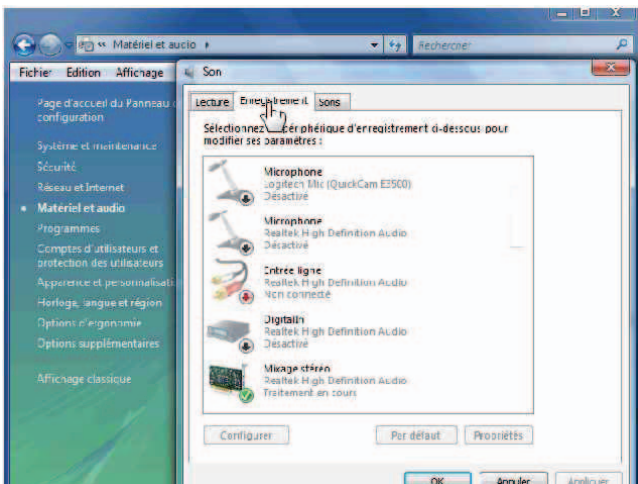 Matériel et audio
Rechercher
Fichier Edition Affichage
Page d'accueil du Panneau
configuration
Système et maintenance
Sécurité
Réseau et Internet
Matériel et audio
Programmes
Comptes d'utilisateurs et
protection des utilisateurs
Apparence et personnalisati
Horloge, langue et région
Options d'ergonomie
Options supplémentaires
Affichage classique
Son
Lecture Enregistrement Sons
Sélectionnez périphérique d'enregistrement ci-dessous pour
modifier ses paramètres :
Microphone
Logitech Mic (QuickCam E3500)
Désactivé
Microphone
Realtek High Definition Audio
Désactivé
Entrée ligne
Realtek High Definition Audio
Non connecté
DigitalIn
Realtek High Definition Audio
Désactivé
Mixage stéréo
Realtek High Definition Audio
Traitement en cours
Configurer Par défaut Propriétés
OK Annuler Appliquer